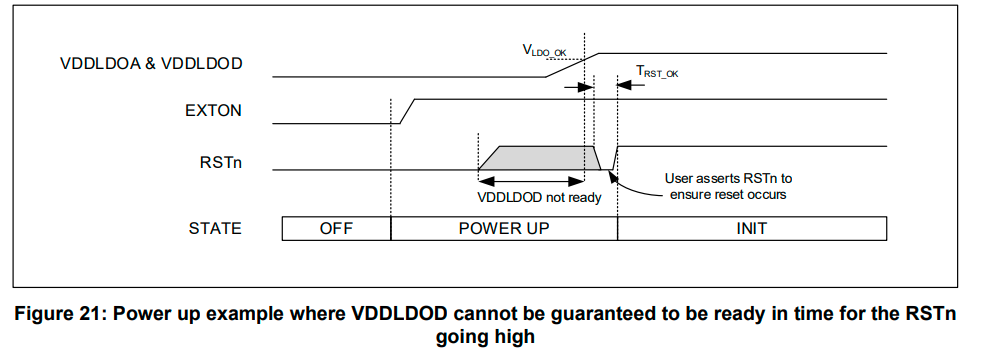 VLDO_OK
VDDLDOA & VDDLDOD
TRST_OK
EXTON
RSTn
User asserts RSTn to
ensure reset occurs
VDDLDOD not ready
STATE OFF POWER UP INIT
Figure 21: Power up example where VDDLDOD cannot be guaranteed to be ready in time for the RSTn
going high